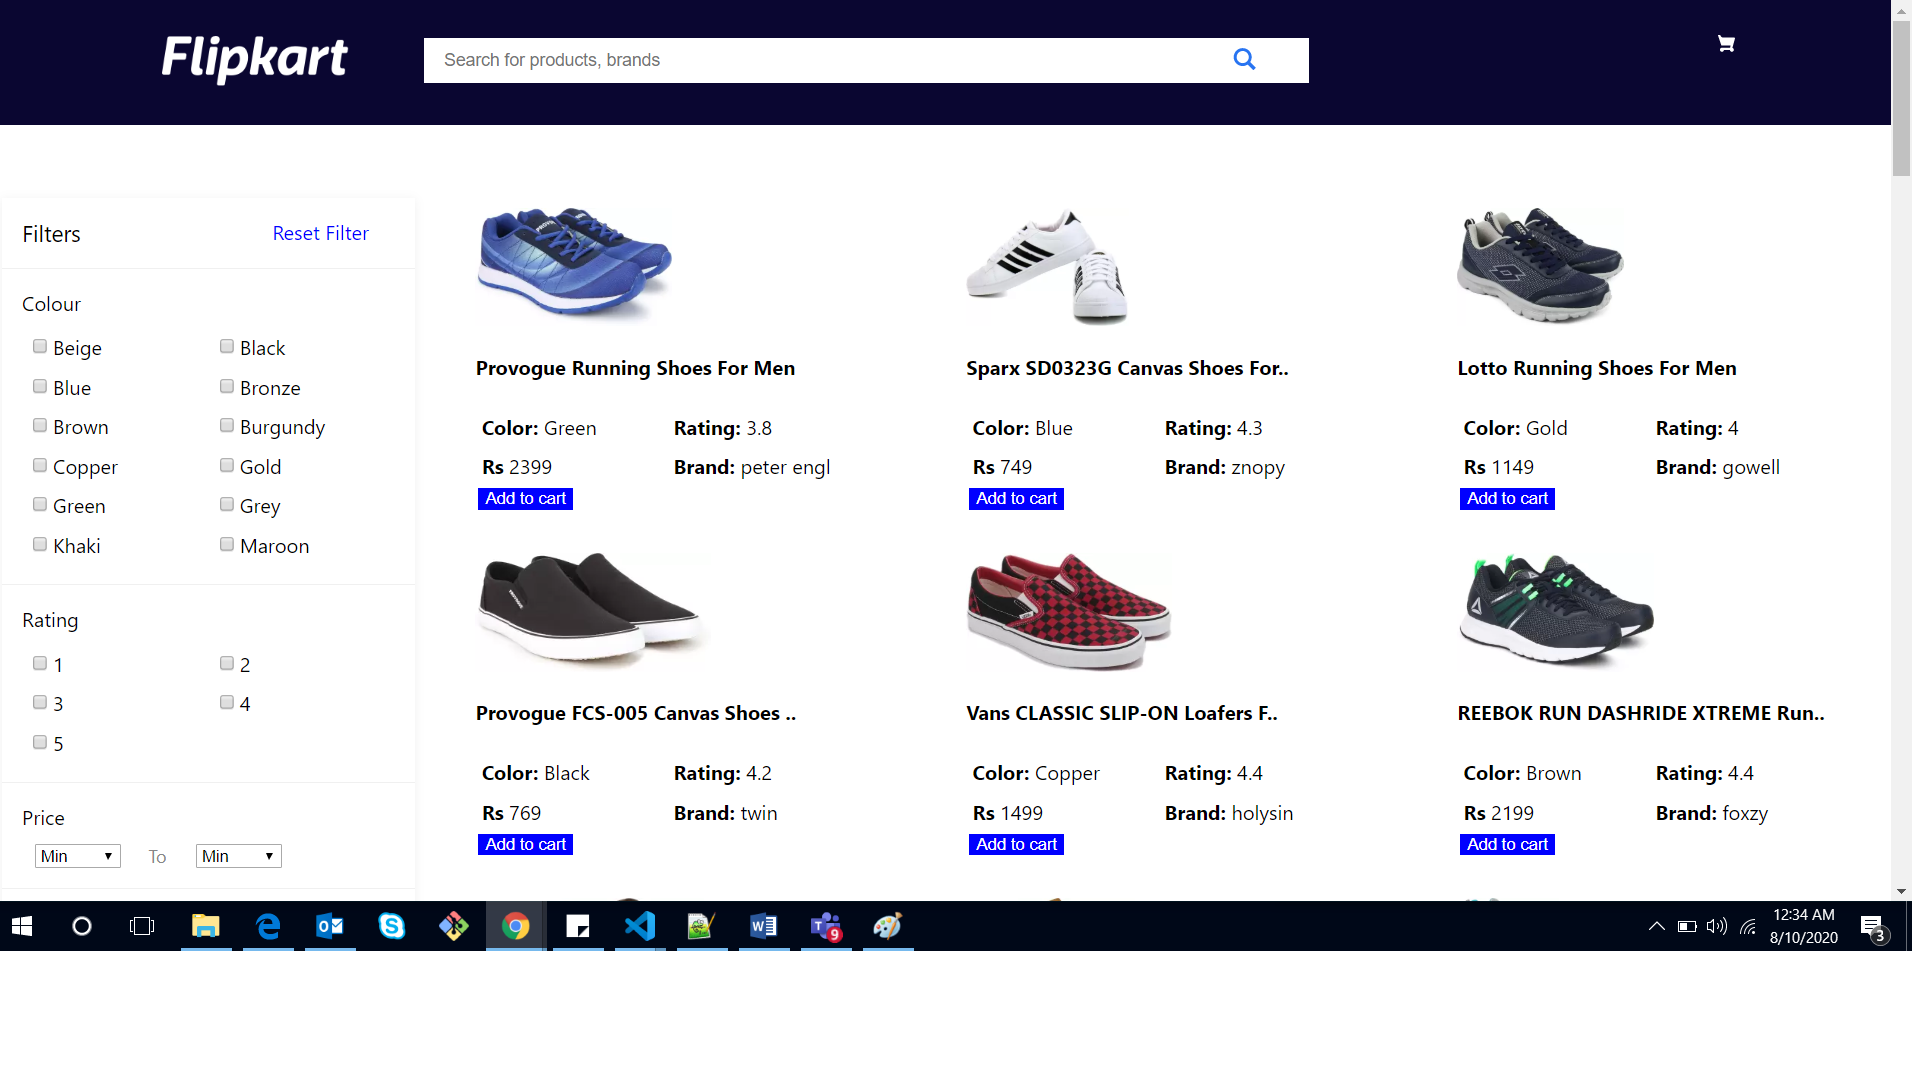 Flipkart
Search for products, brands
Filters Reset Filter
Colour
Beige Black
Blue Bronze
Brown Burgundy
Copper Gold
Green Grey
Khaki Maroon
Rating
1 2
3 4
5
Price
Min To Min
Provogue Running Shoes For Men
Color: Green Rating: 3.8
Rs 2399 Brand: peter engl
Add to cart
Sparx SD0323G Canvas Shoes For..
Color: Blue Rating: 4.3
Rs 749 Brand: znopy
Add to cart
Lotto Running Shoes For Men
Color: Gold Rating: 4
Rs 1149 Brand: gowell
Add to cart
Provogue FCS-005 Canvas Shoes ..
Color: Black Rating: 4.2
Rs 769 Brand: twin
Add to cart
Vans CLASSIC SLIP-ON Loafers F..
Color: Copper Rating: 4.4
Rs 1499 Brand: holysin
Add to cart
REEBOK RUN DASHRIDE XTREME Run..
Color: Brown Rating: 4.4
Rs 2199 Brand: foxzy
Add to cart
9
12:34 AM
8/10/2020
3